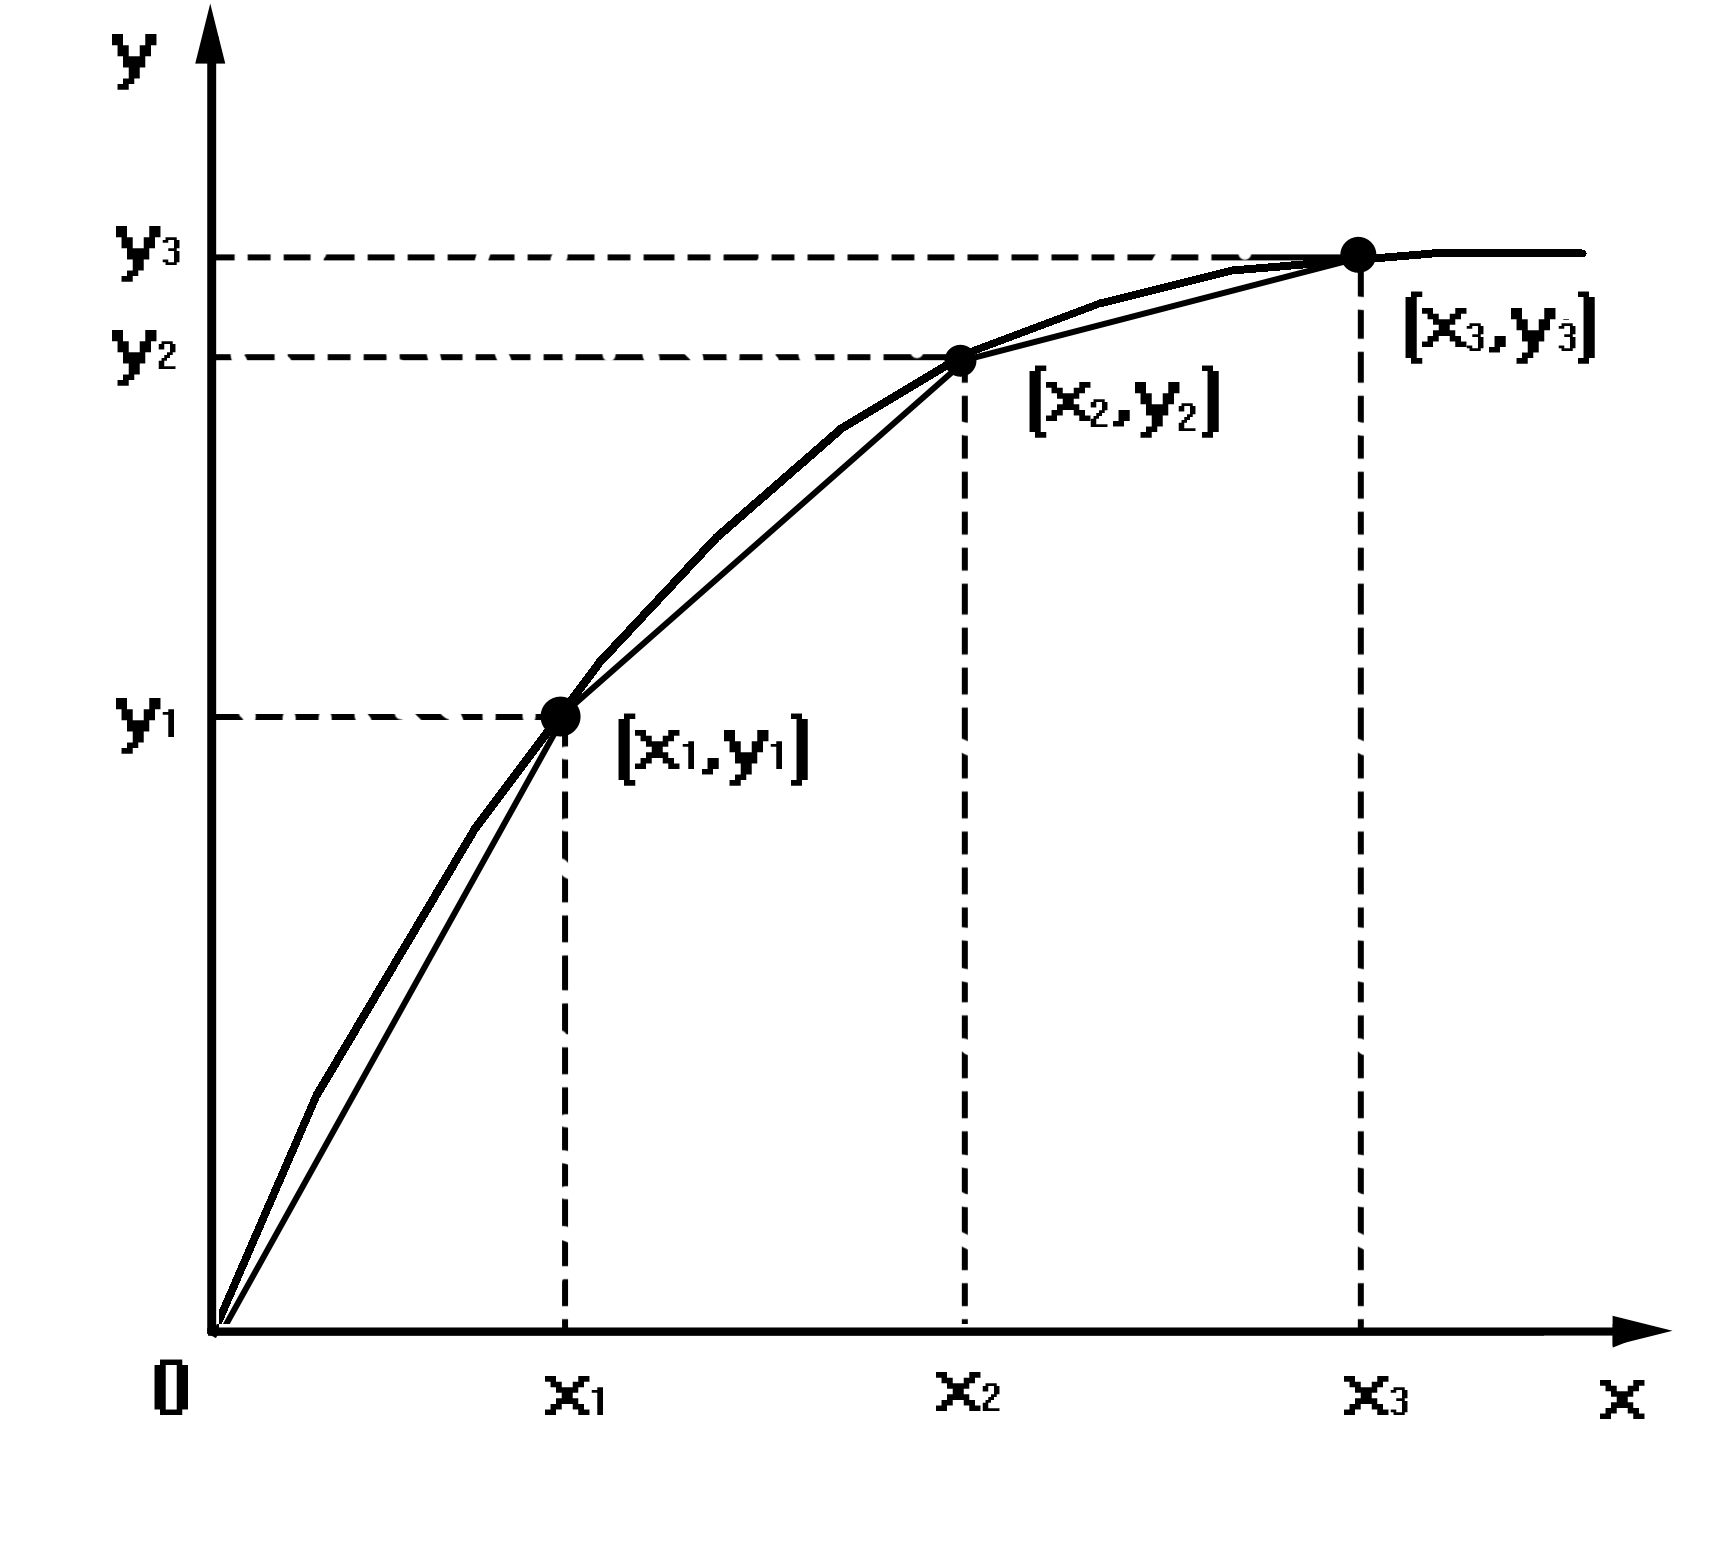 y
y3
y2
(x3,y3)
(x2,y2)
y1
(x1,y1)
0
x1
x2
x3
x